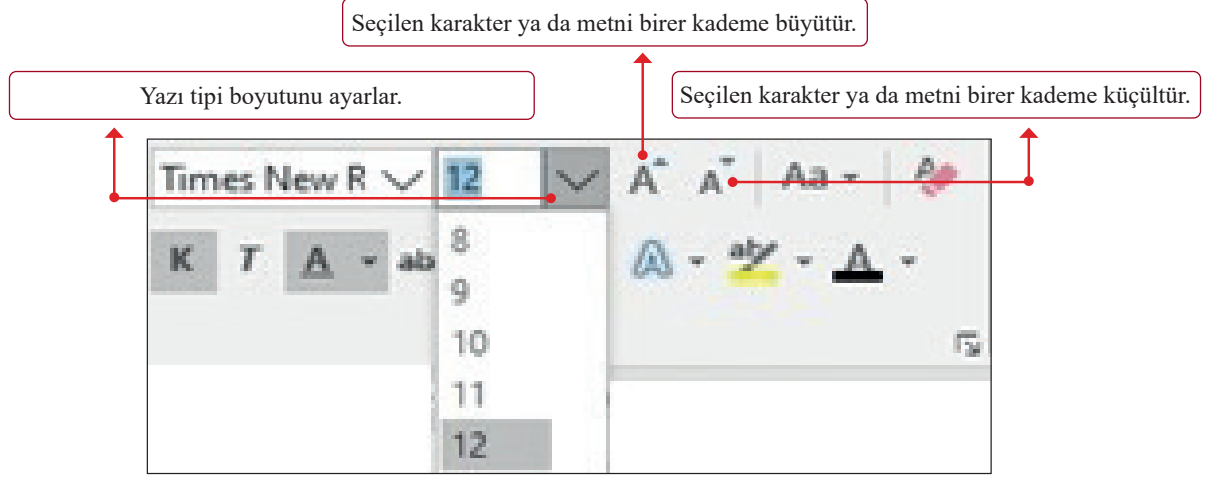 Seçilen karakter ya da metni birer kademe büyütür.
Yazı tipi boyutunu ayarlar.
Seçilen karakter ya da metni birer kademe küçültür.
Times New R 12 A A Aa A
K T A ab A ab A
8
9
10
11
12